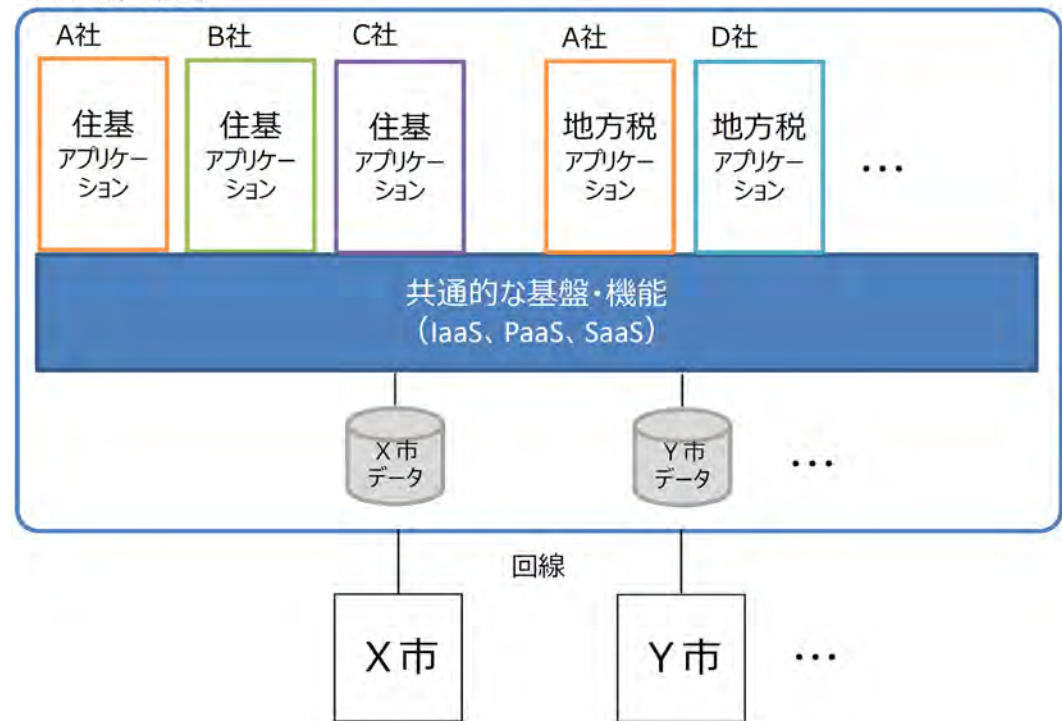 A社
B社
C社
A社
D社
住基
アプリケー
ション
住基
アプリケー
ション
住基
アプリケー
ション
地方税
アプリケー
ション
地方税
アプリケー
ション
…
共通的な基盤・機能
（IaaS、PaaS、SaaS）
X市
データ
Y市
データ
…
回線
X市
Y市
…